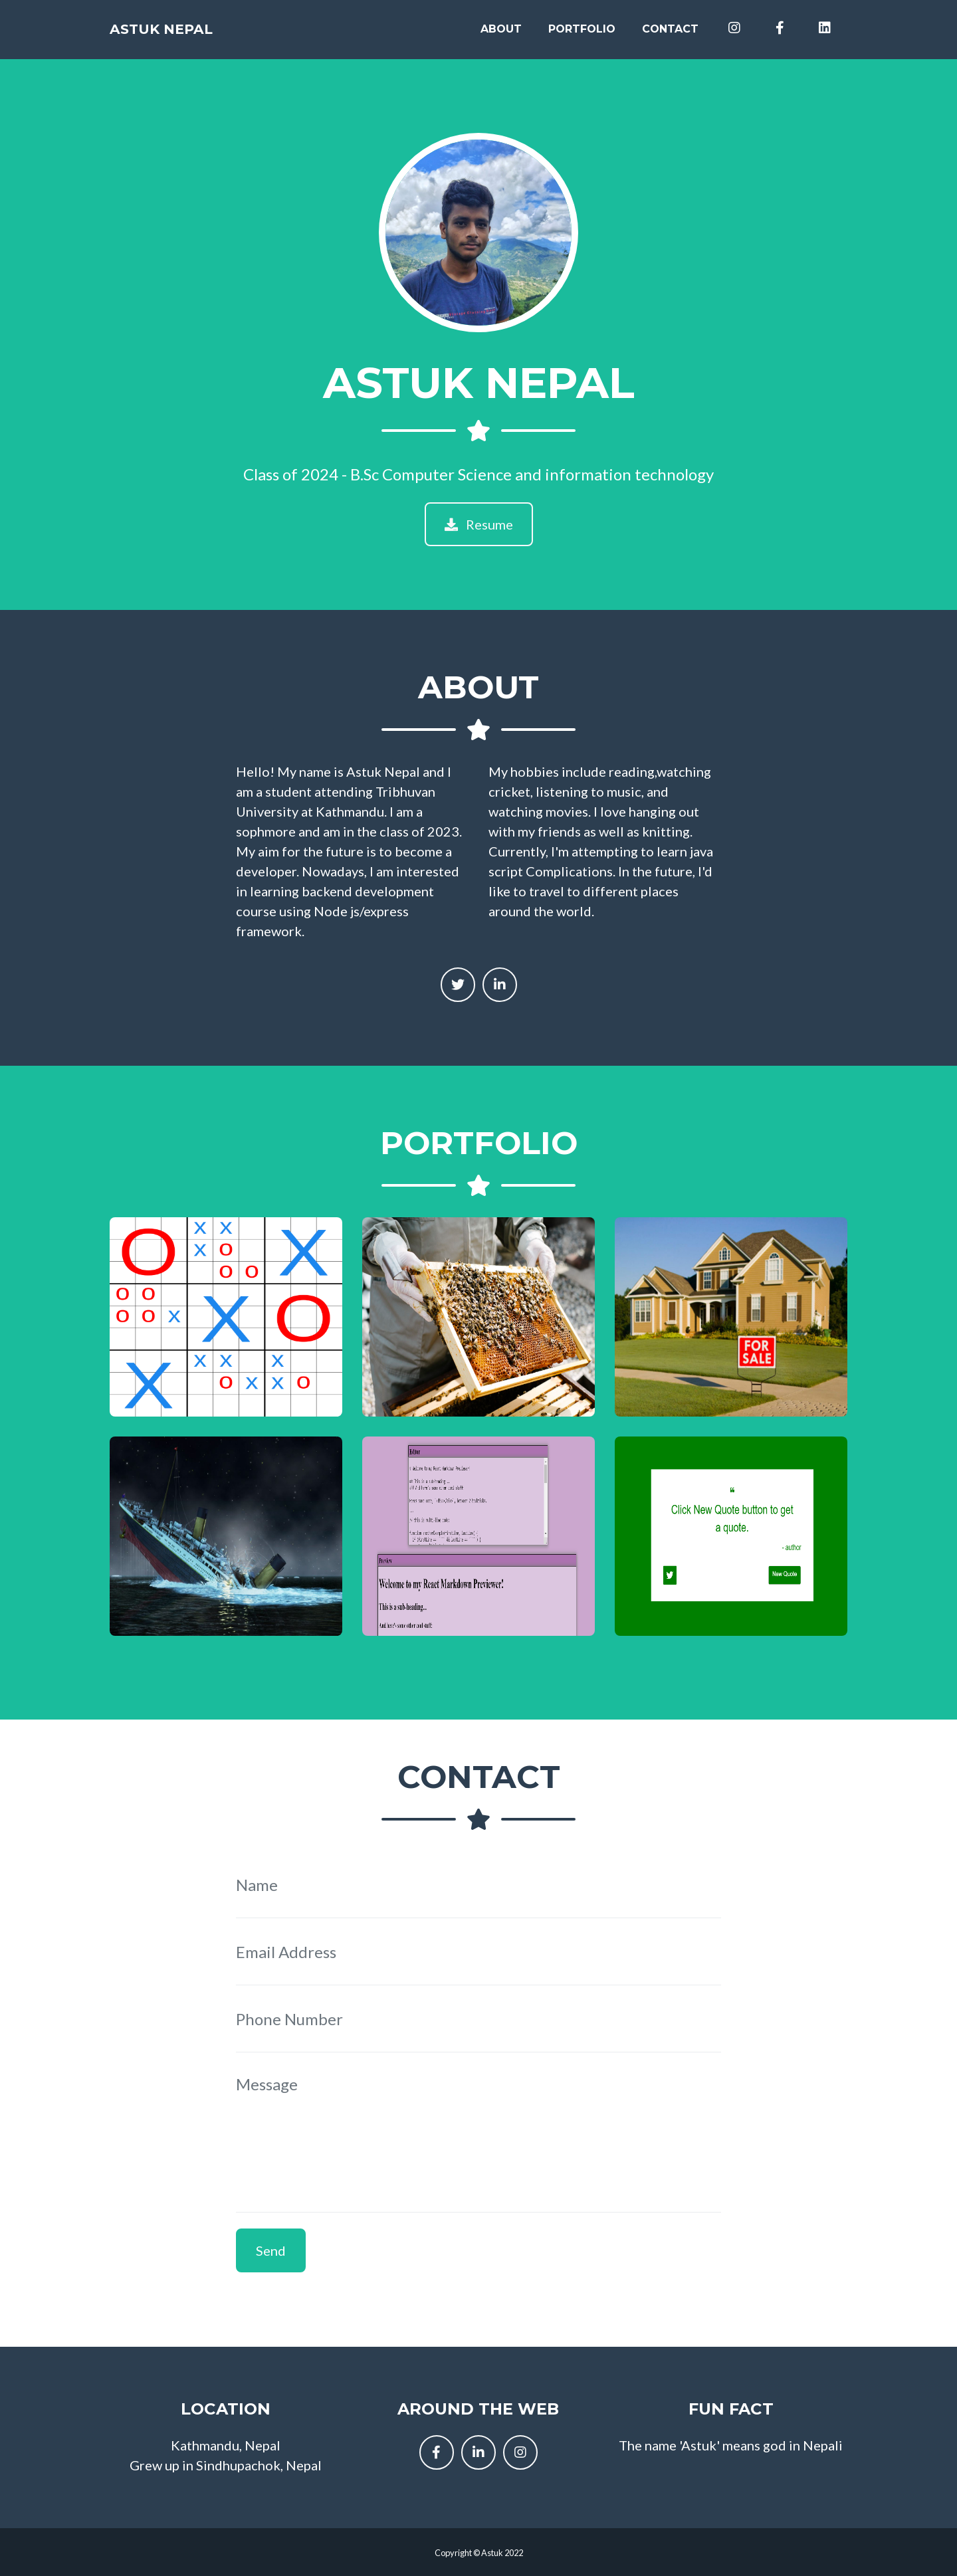 ASTUK NEPAL
ABOUT
PORTFOLIO
CONTACT
ASTUK NEPAL
Class of 2024 - B.Sc Computer Science and information technology
Resume
ABOUT
Hello! My name is Astuk Nepal and I
am a student attending Tribhuvan
University at Kathmandu. I am a
sophmore and am in the class of 2023.
My aim for the future is to become a
developer. Nowadays, I am interested
in learning backend development
course using Node js/express
framework.
My hobbies include reading,watching
cricket, listening to music, and
watching movies. I love hanging out
with my friends as well as knitting.
Currently, I'm attempting to learn java
script Complications. In the future, I'd
like to travel to different places
around the world.
PORTFOLIO
X X
O X O X
O O
O O
O O X X O
X X X
X O X X O
FOR
SALE
Editor
Preview
Welcome to my React Markdown Previewer!
This is a sub-heading...
And here's some other cool stuff:
❝
Click New Quote button to get
a quote.
- author
New Quote
CONTACT
Name
Email Address
Phone Number
Message
Send
LOCATION
Kathmandu, Nepal
Grew up in Sindhupachok, Nepal
AROUND THE WEB
FUN FACT
The name 'Astuk' means god in Nepali
Copyright © Astuk 2022